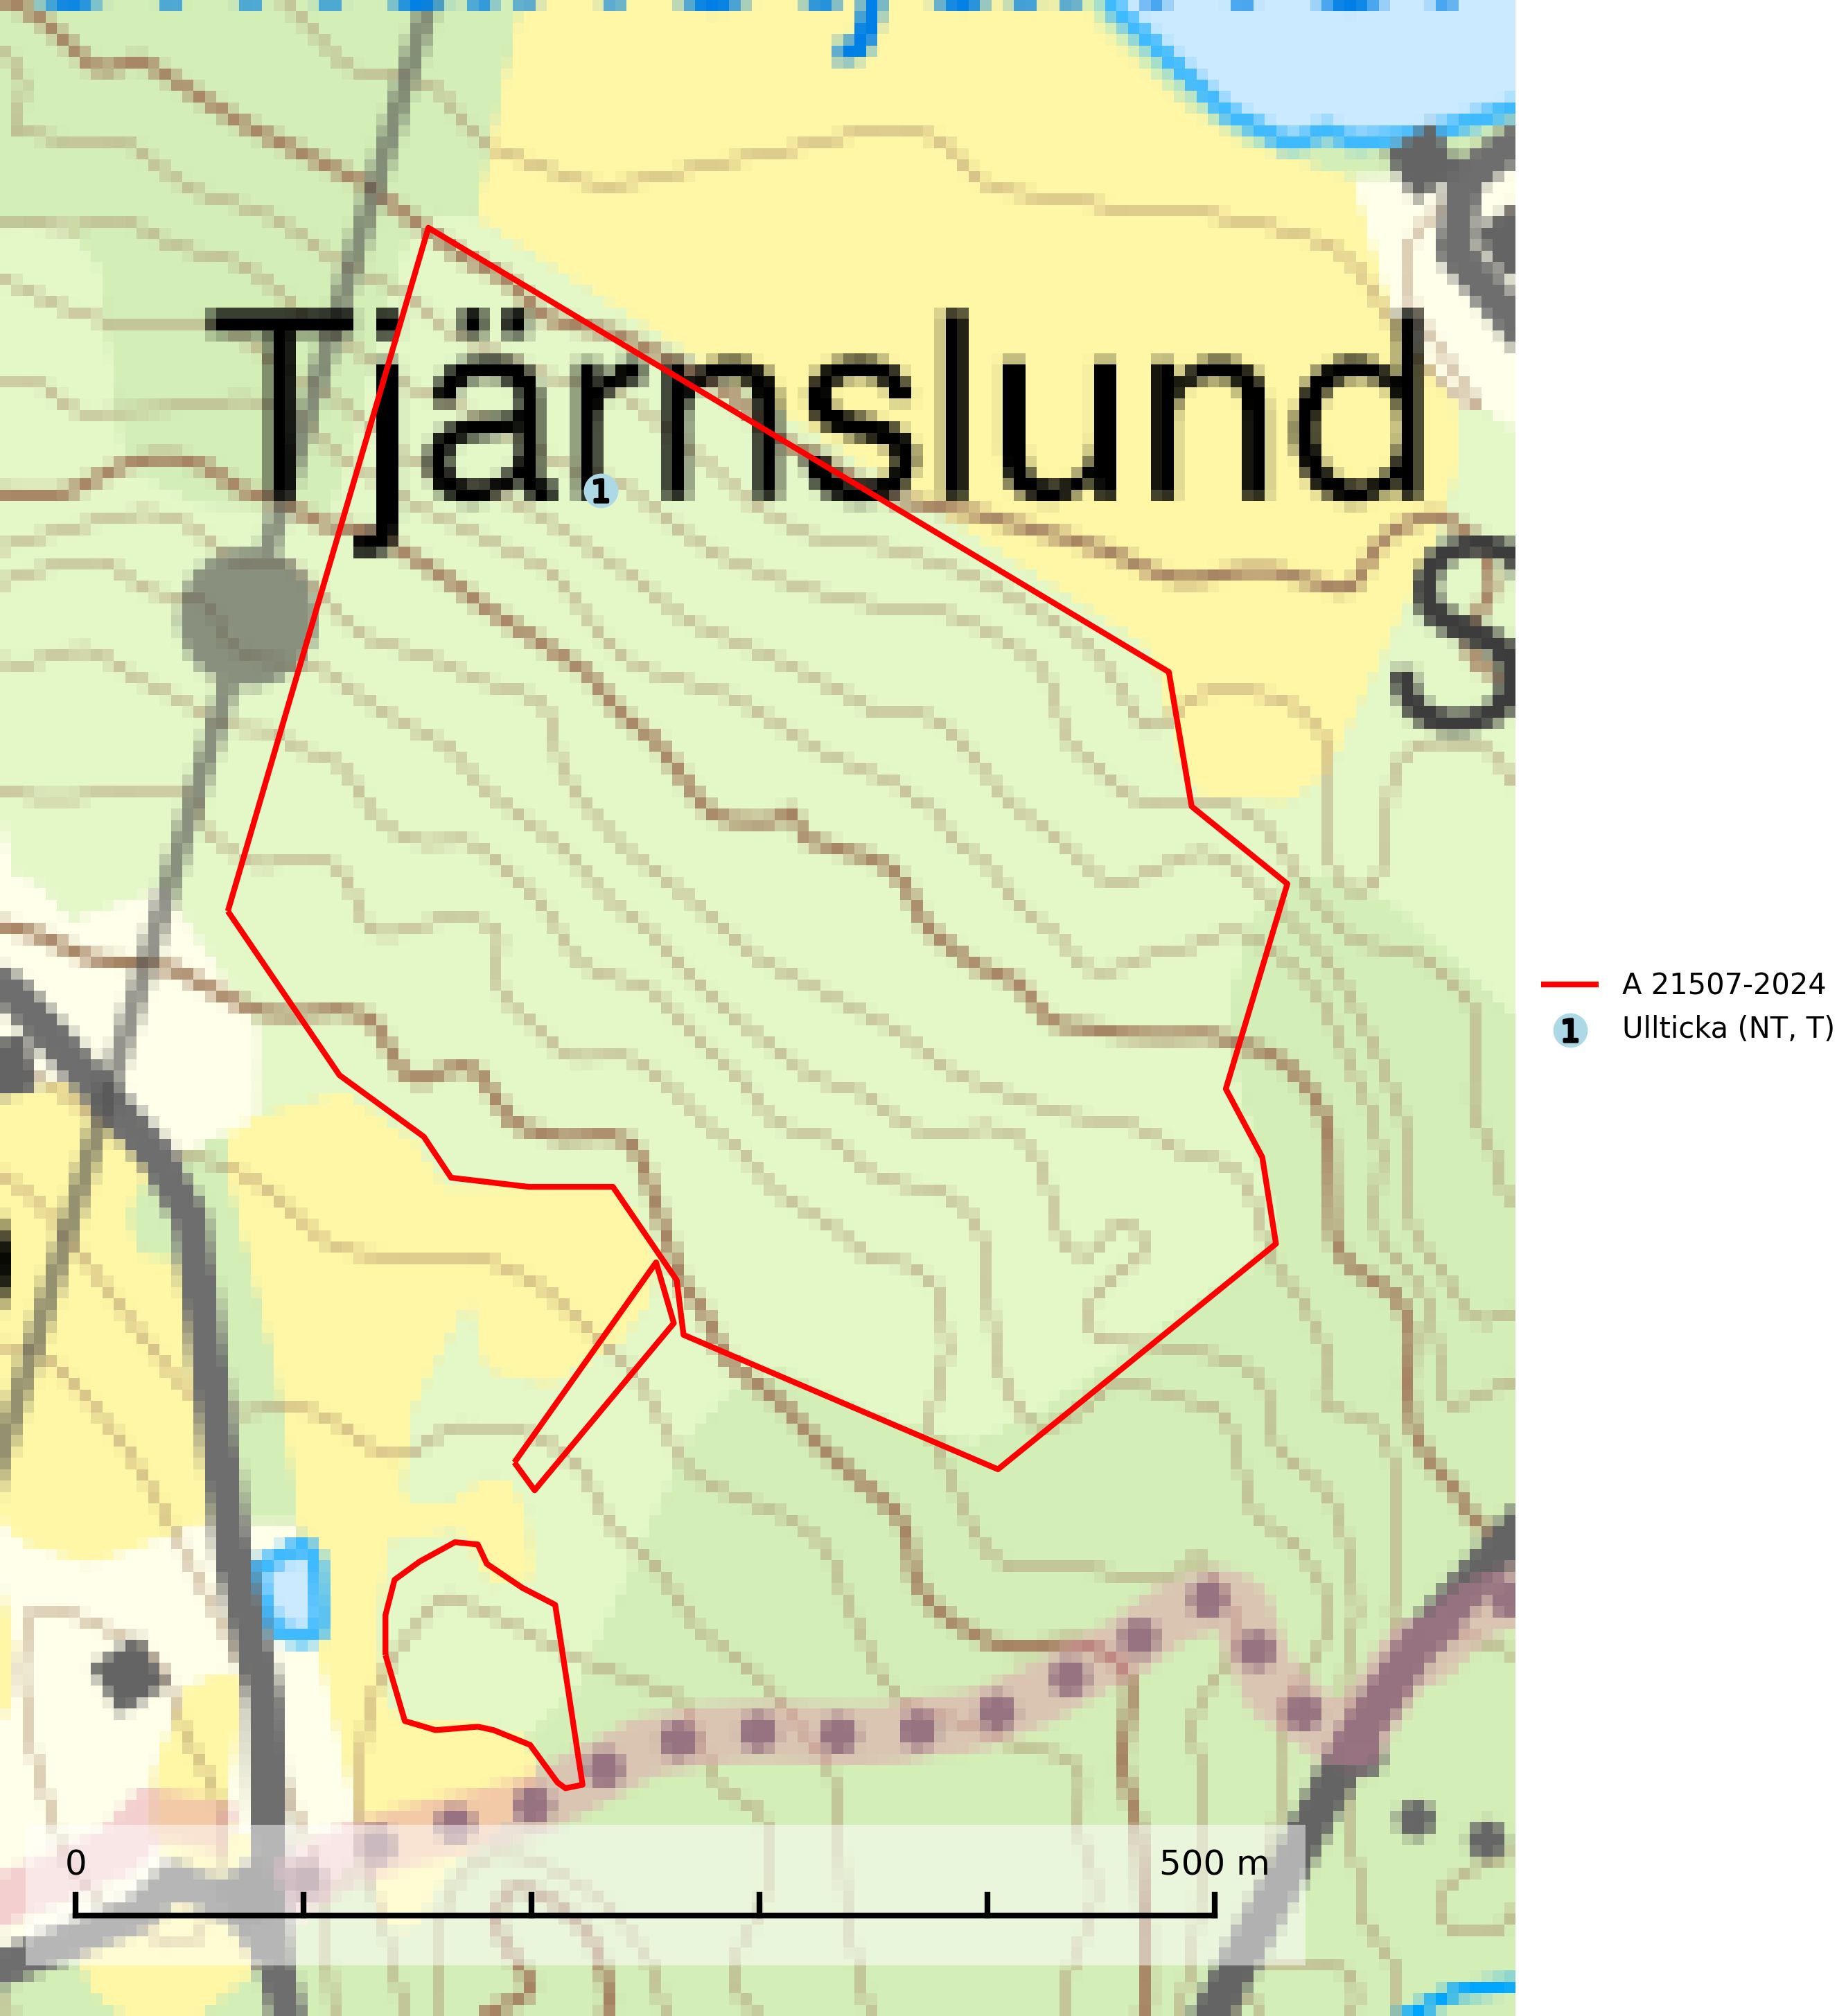 Tjärnslund
1
S
A 21507-2024
1 Ullticka (NT, T)
0 500 m